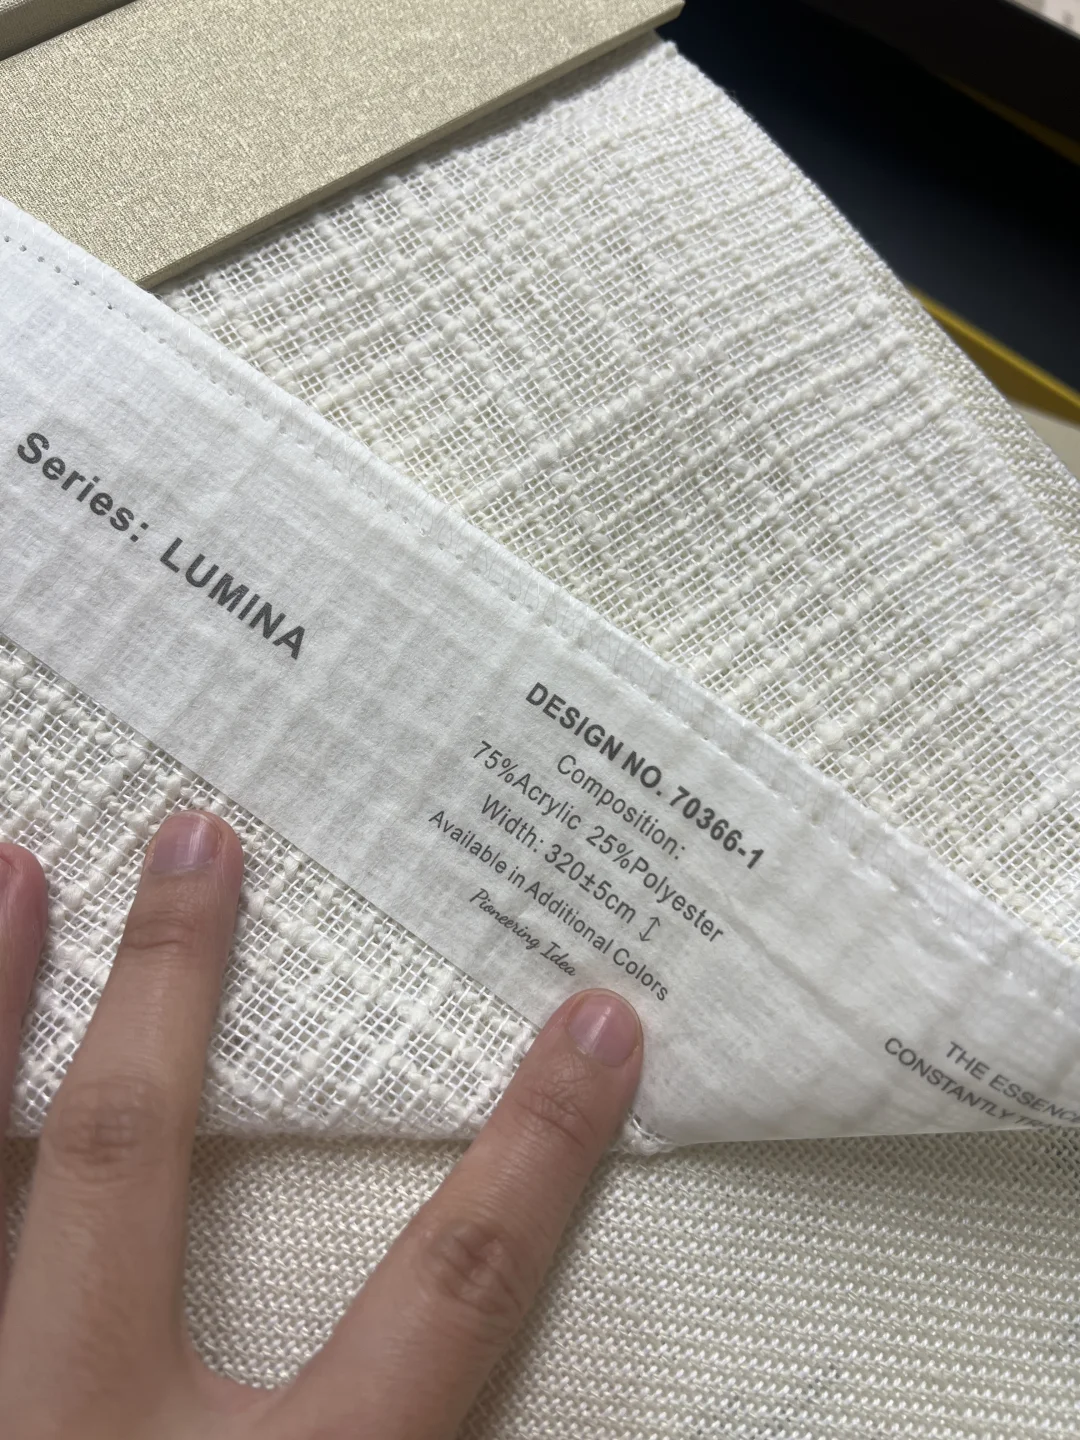 Series: LUMINA
DESIGN NO. 70366-1
Composition:
75%Acrylic 25%Polyester
Width: 320±5cm ↕
Available in Additional Colors
Pioneering Idea
THE ESSENCE
CONSTANTLY